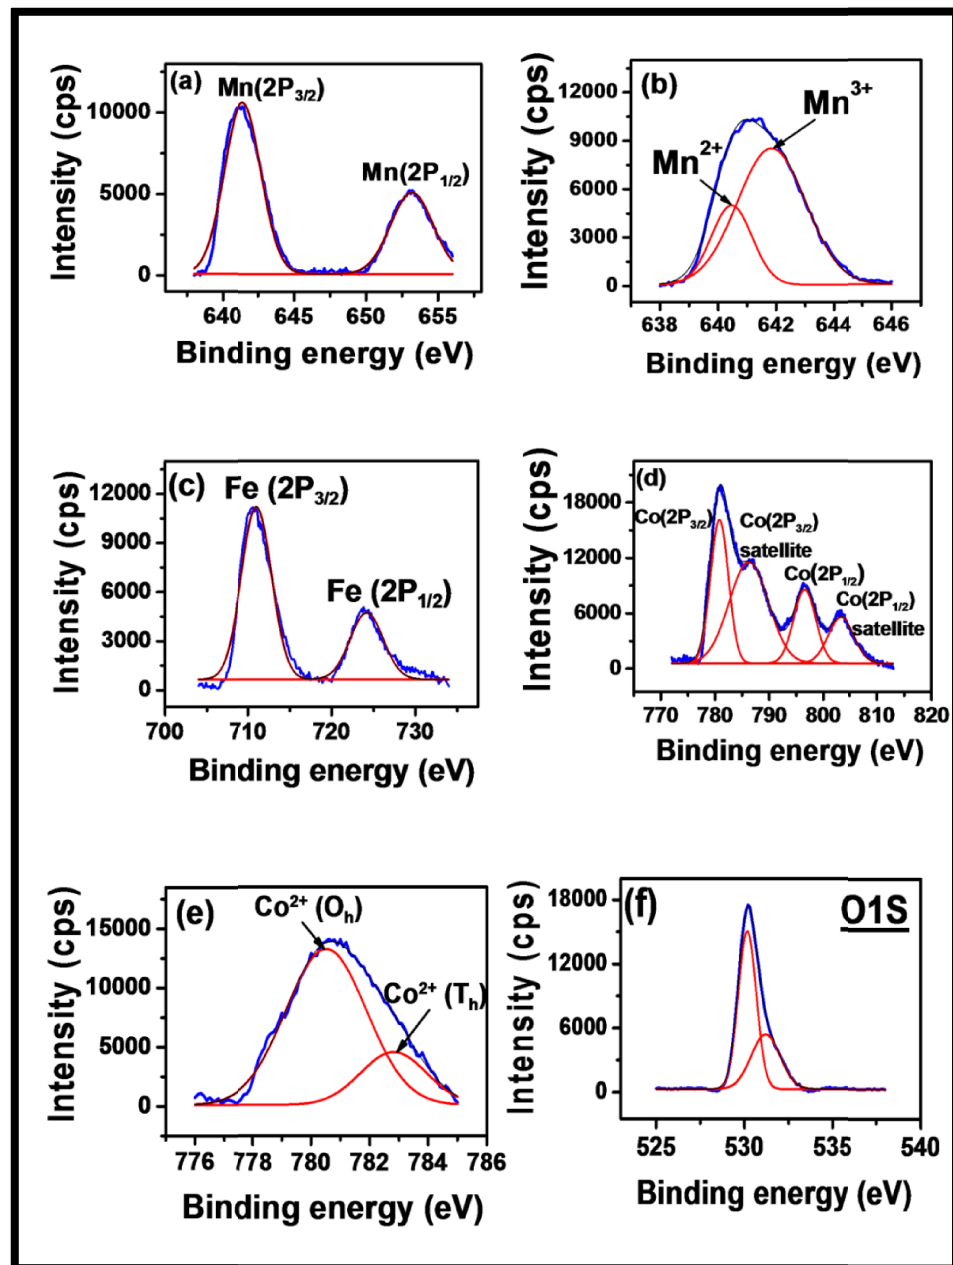 (a)
Mn(2P3/2)
Mn(2P1/2)
10000
5000
0
640 645 650 655
Intensity (cps)
Binding energy (eV)
(b)
Mn3+
Mn2+
12000
9000
6000
3000
0
638 640 642 644 646
Intensity (cps)
Binding energy (eV)
(c)
Fe (2P3/2)
Fe (2P1/2)
12000
9000
6000
3000
0
700 710 720 730
Intensity (cps)
Binding energy (eV)
(d)
Co(2P3/2)
Co(2P3/2)
satellite
Co(2P1/2)
Co(2P1/2)
satellite
18000
12000
6000
0
770 780 790 800 810 820
Intensity (cps)
Binding energy (eV)
(e)
Co2+ (Oh)
Co2+ (Th)
15000
10000
5000
0
776 778 780 782 784 786
Intensity (cps)
Binding energy (eV)
(f)
O1S
18000
12000
6000
0
525 530 535 540
Intensity (cps)
Binding energy (eV)